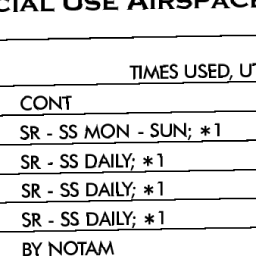 CIAL USE AIRSPACE
TIMES USED, UT
CONT
SR - SS MON - SUN; *1
SR - SS DAILY; *1
SR - SS DAILY; *1
SR - SS DAILY; *1
BY NOTAM